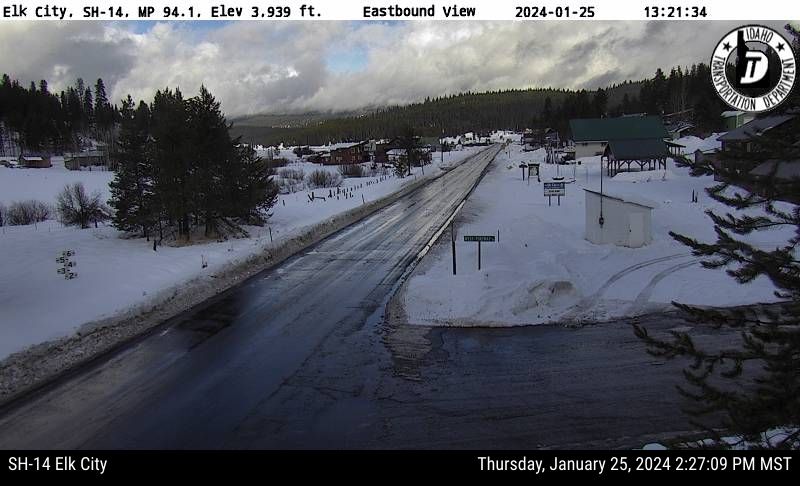 Elk City, SH-14, MP 94.1, Elev 3,939 ft. Eastbound View 2024-01-25 13:21:34
IDAHO
TRANSPORTATION DEPARTMENT
SH-14 Elk City Thursday, January 25, 2024 2:27:09 PM MST